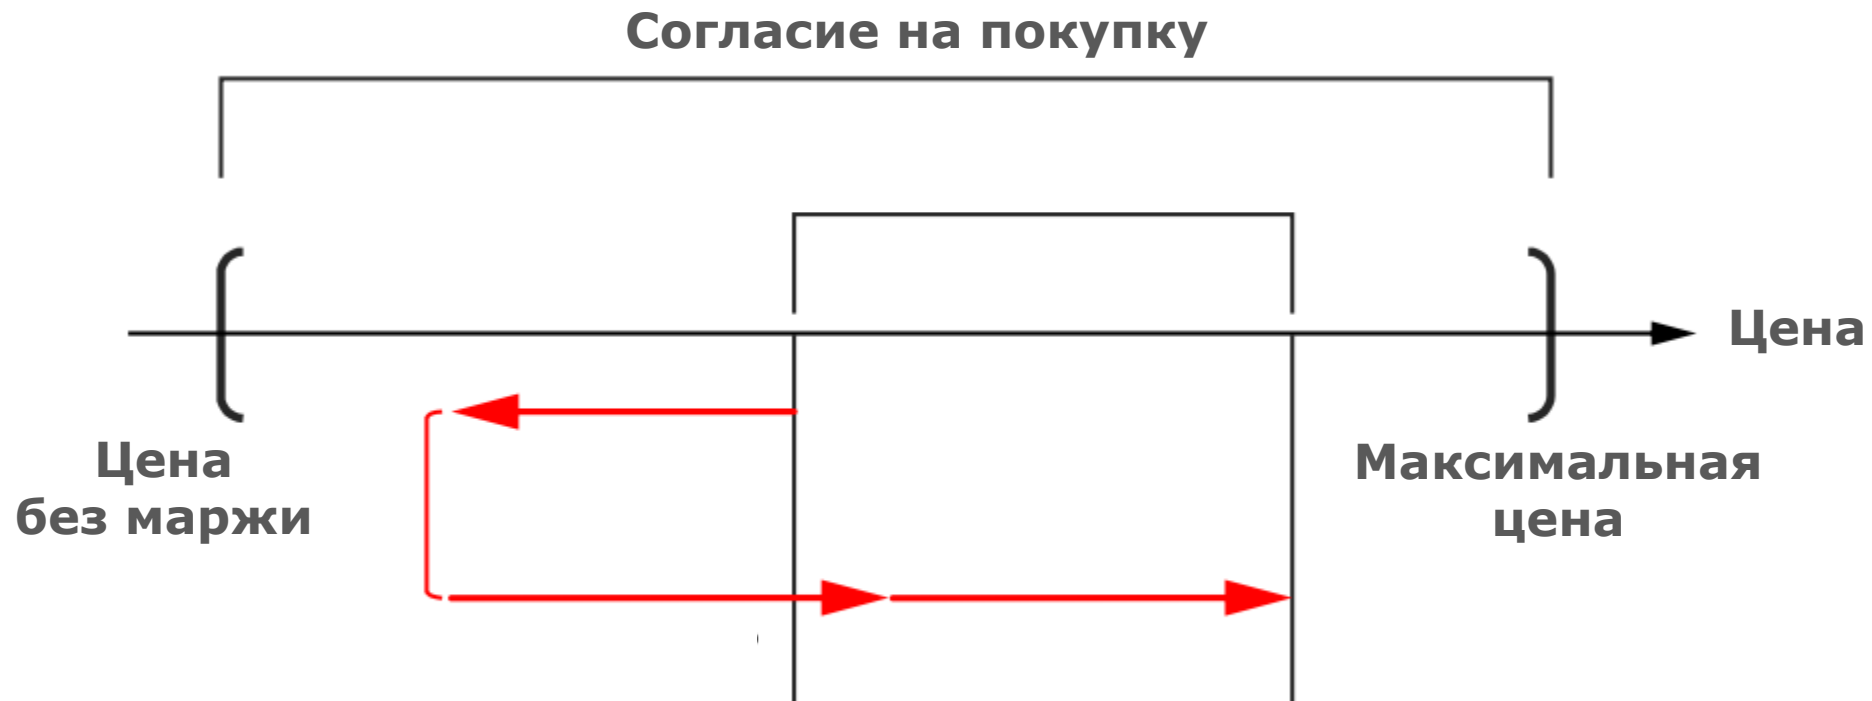 Согласие на покупку
Цена
Цена
без маржи
Максимальная
цена